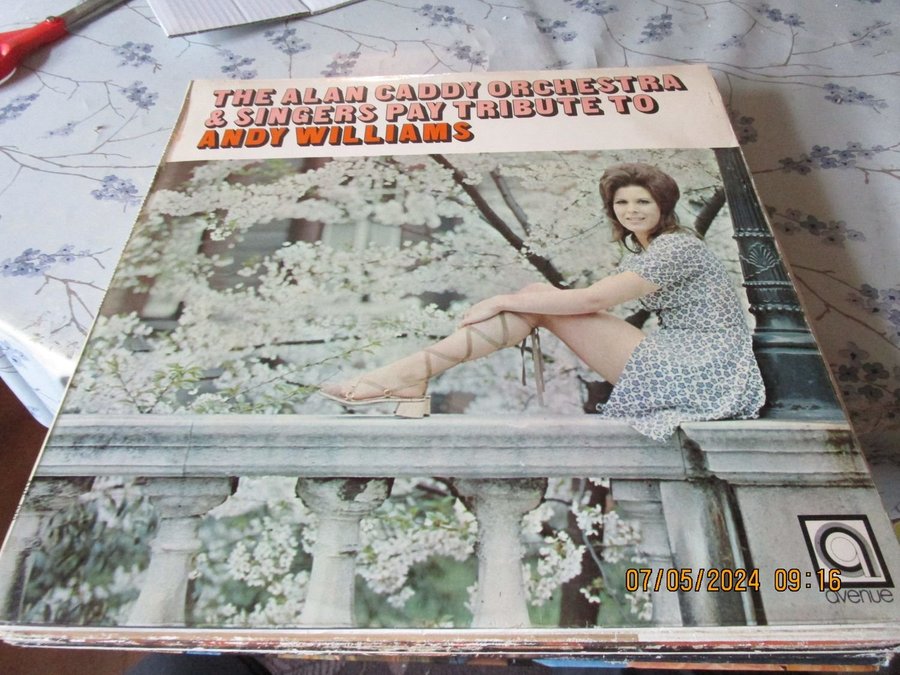 THE ALAN CADDY ORCHESTRA
& SINGERS PAY TRIBUTE TO
ANDY WILLIAMS
a
avenue
07/05/2024 09:16